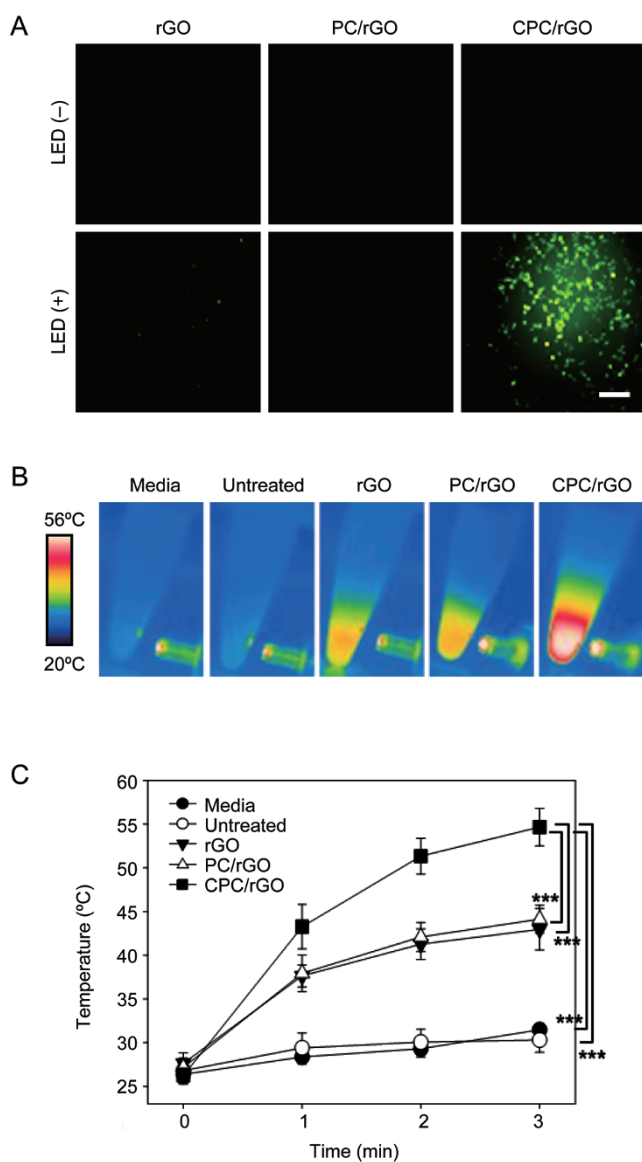 A
rGO PC/rGO CPC/rGO
LED (–)
LED (+)
B
Media Untreated rGO PC/rGO CPC/rGO
56ºC
20ºC
C
60
55
50
45
40
35
30
25
Temperature (ºC)
Media
Untreated
rGO
PC/rGO
CPC/rGO
***
***
***
***
0 1 2 3
Time (min)